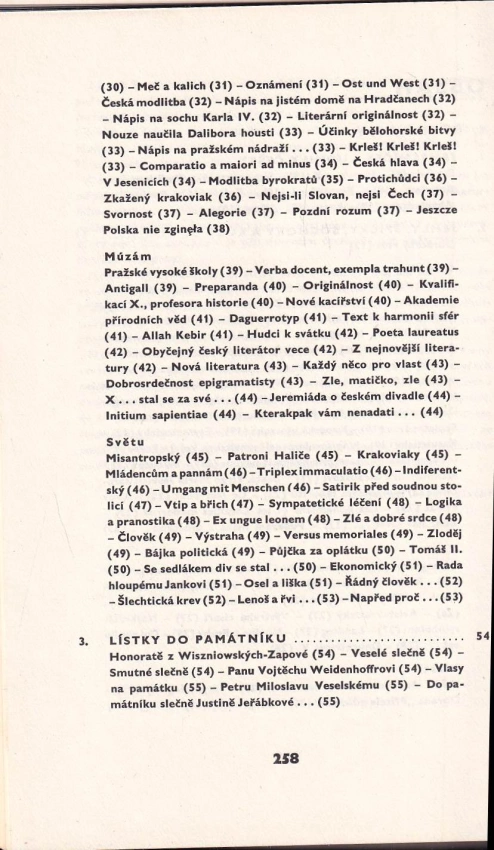 (30) – Meč a kalich (31) – Oznámení (31) – Ost und West (31) –
Česká modlitba (32) – Nápis na jistém domě na Hradčanech (32)
– Nápis na sochu Karla IV. (32) – Literární originálnost (32) –
Nouze naučila Dalibora housti (33) – Účinky bělohorské bitvy
(33) – Nápis na pražském nádraží . . . (33) – Krleš! Krleš! Krleš!
(33) – Comparatio a maiori ad minus (34) – Česká hlava (34) –
V Jesenicích (34) – Modlitba byrokratů (35) – Protichůdci (36) –
Zkažený krakoviak (36) – Nejsi-li Slovan, nejsi Čech (37) –
Svornost (37) – Alegorie (37) – Pozdní rozum (37) – Jeszcze
Polska nie zginęła (38)
Múzám
Pražské vysoké školy (39) – Verba docent, exempla trahunt (39) –
Antigall (39) – Preparanda (40) – Originálnost (40) – Kvalifi-
kací X., profesora historie (40) – Nové kacířství (40) – Akademie
přírodních věd (41) – Daguerrotyp (41) – Text k harmonii sfér
(41) – Allah Kebir (41) – Hudci k svátku (42) – Poeta laureatus
(42) – Obyčejný český literátor vece (42) – Z nejnovější litera-
tury (42) – Nová literatura (43) – Každý něco pro vlast (43) –
Dobrosrdečnost epigramatisty (43) – Zle, matičko, zle (43) –
X . . . stal se za své . . . (44) – Jeremiáda o českém divadle (44) –
Initium sapientiae (44) – Kterakpak vám nenadati . . . (44)
Světu
Misantropský (45) – Patroni Haliče (45) – Krakoviaky (45) –
Mládencům a pannám (46) – Triplex immaculatio (46) – Indiferent-
ský (46) – Umgang mit Menschen (46) – Satirik před soudnou sto-
licí (47) – Vtip a břich (47) – Sympatetické léčení (48) – Logika
a pranostika (48) – Ex ungue leonem (48) – Zlé a dobré srdce (48)
– Člověk (49) – Výstraha (49) – Versus memoriales (49) – Zloděj
(49) – Bájka politická (49) – Půjčka za oplátku (50) – Tomáš II.
(50) – Se sedlákem div se stal . . . (50) – Ekonomický (51) – Rada
hloupému Jankovi (51) – Osel a liška (51) – Řádný člověk . . . (52)
– Šlechtická krev (52) – Lenoš a řvi . . . (53) – Napřed proč . . . (53)
3. LÍSTKY DO PAMÁTNÍKU . . . . . . . . . . . . . . . . . . . . . . . . . 54
Honoratě z Wiszniowských-Zapové (54) – Veselé slečně (54) –
Smutné slečně (54) – Panu Vojtěchu Weidenhoffrovi (54) – Vlasy
na památku (55) – Petru Miloslavu Veselskému (55) – Do pa-
mátníku slečně Justině Jeřábkové . . . (55)
258